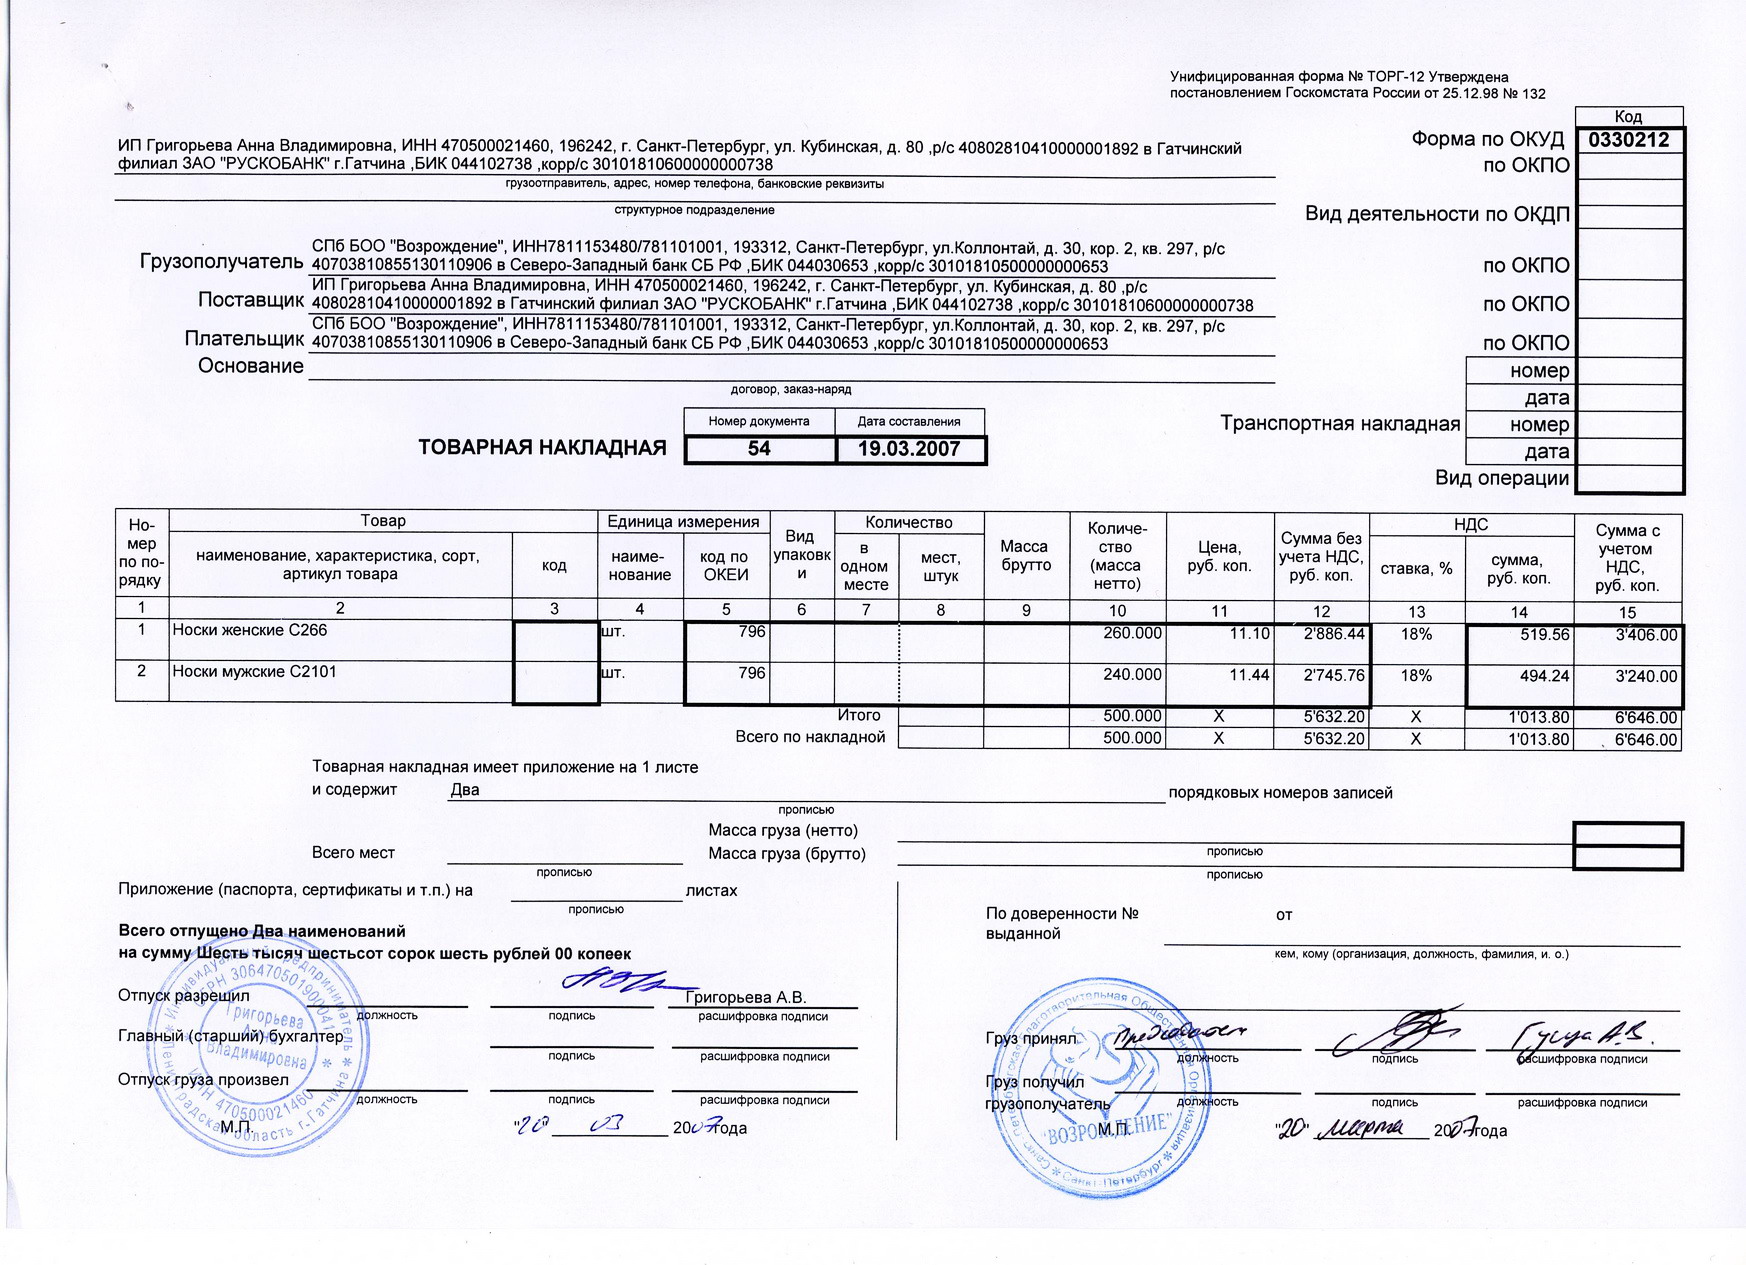 Унифицированная форма № ТОРГ-12 Утверждена
постановлением Госкомстата России от 25.12.98 № 132
Код
Форма по ОКУД 0330212
ИП Григорьева Анна Владимировна, ИНН 470500021460, 196242, г. Санкт-Петербург, ул. Кубинская, д. 80 ,р/с 40802810410000001892 в Гатчинский
филиал ЗАО "РУСКОБАНК" г.Гатчина ,БИК 044102738 ,корр/с 30101810600000000738
по ОКПО
грузоотправитель, адрес, номер телефона, банковские реквизиты
структурное подразделение
Вид деятельности по ОКДП
Грузополучатель
СПб БОО "Возрождение", ИНН7811153480/781101001, 193312, Санкт-Петербург, ул.Коллонтай, д. 30, кор. 2, кв. 297, р/с
40703810855130110906 в Северо-Западный банк СБ РФ ,БИК 044030653 ,корр/с 30101810500000000653
по ОКПО
Поставщик
ИП Григорьева Анна Владимировна, ИНН 470500021460, 196242, г. Санкт-Петербург, ул. Кубинская, д. 80 ,р/с
40802810410000001892 в Гатчинский филиал ЗАО "РУСКОБАНК" г.Гатчина ,БИК 044102738 ,корр/с 30101810600000000738
по ОКПО
Плательщик
СПб БОО "Возрождение", ИНН7811153480/781101001, 193312, Санкт-Петербург, ул.Коллонтай, д. 30, кор. 2, кв. 297, р/с
40703810855130110906 в Северо-Западный банк СБ РФ ,БИК 044030653 ,корр/с 30101810500000000653
по ОКПО
Основание
договор, заказ-наряд
номер
дата
Транспортная накладная номер
дата
Вид операции
Номер документа Дата составления
ТОВАРНАЯ НАКЛАДНАЯ 54 19.03.2007
Но-
мер
по по-
рядку
Товар
наименование, характеристика, сорт,
артикул товара
код
Единица измерения
наиме-
нование
код по
ОКЕИ
Вид
упаковк
и
Количество
в
одном
месте
мест,
штук
Масса
брутто
Количе-
ство
(масса
нетто)
Цена,
руб. коп.
Сумма без
учета НДС,
руб. коп.
НДС
ставка, %
сумма,
руб. коп.
Сумма с
учетом
НДС,
руб. коп.
1 2 3 4 5 6 7 8 9 10 11 12 13 14 15
1 Носки женские С266 шт. 796 260.000 11.10 2'886.44 18% 519.56 3'406.00
2 Носки мужские С2101 шт. 796 240.000 11.44 2'745.76 18% 494.24 3'240.00
Итого 500.000 X 5'632.20 X 1'013.80 6'646.00
Всего по накладной 500.000 X 5'632.20 X 1'013.80 6'646.00
Товарная накладная имеет приложение на 1 листе
и содержит Два порядковых номеров записей
прописью
Масса груза (нетто)
прописью
Всего мест
Масса груза (брутто)
прописью
прописью
Приложение (паспорта, сертификаты и т.п.) на листах
прописью
Всего отпущено Два наименований
на сумму Шесть тысяч шестьсот сорок шесть рублей 00 копеек
Отпуск разрешил Григорьева А.В.
должность подпись расшифровка подписи
Главный (старший) бухгалтер
подпись расшифровка подписи
Отпуск груза произвел
должность подпись расшифровка подписи
М.П. "20 03 2007года
Индивидуальный предприниматель
ОГРН 306470501900041
Григорьева
Анна
Владимировна
ИНН 470500021460
Ленинградская область г.Гатчина
По доверенности № от
выданной
кем, кому (организация, должность, фамилия, и. о.)
Груз принял Председатель Гуща А.В.
должность подпись расшифровка подписи
Груз получил
грузополучатель
должность подпись расшифровка подписи
М.П. "20" марта 2007года
Санкт-Петербургская Благотворительная Общественная Организация
"ВОЗРОЖДЕНИЕ"
Санкт-Петербург